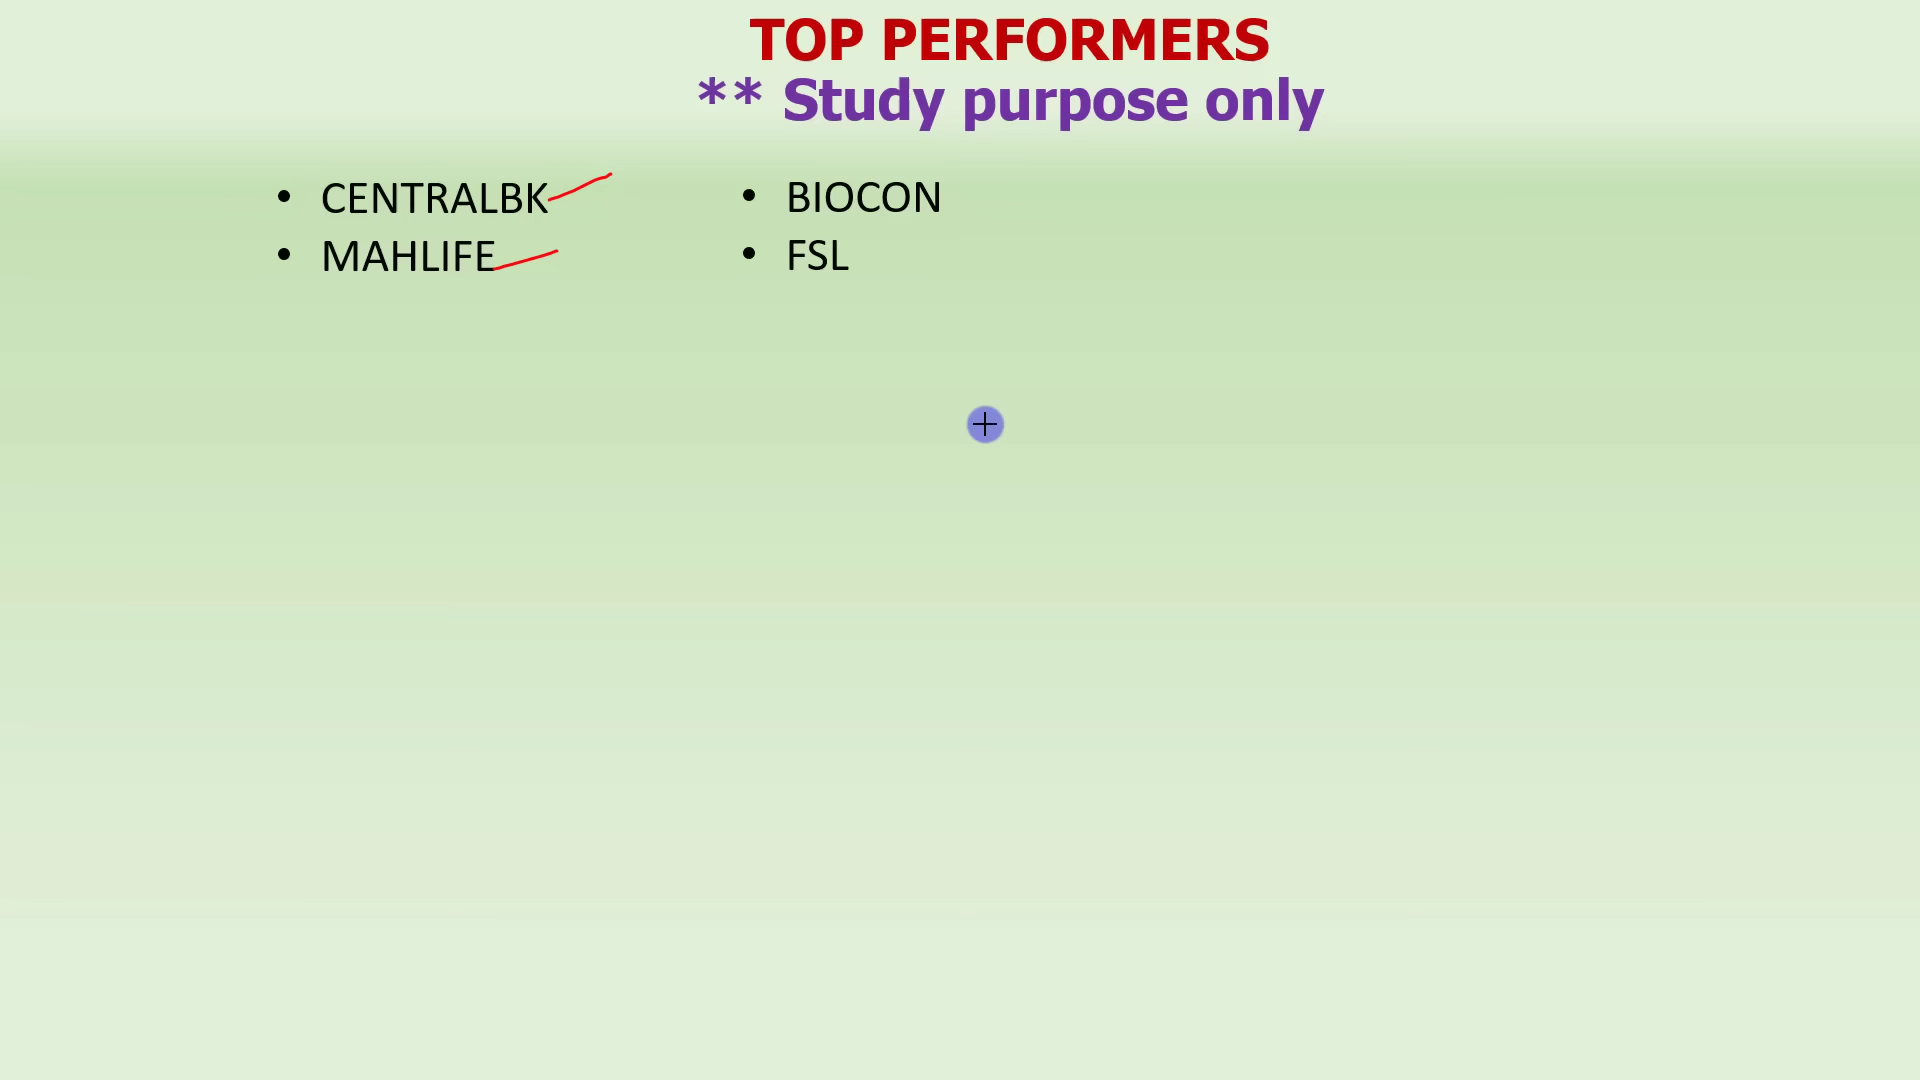 TOP PERFORMERS
** Study purpose only
• CENTRALBK
• MAHLIFE
• BIOCON
• FSL